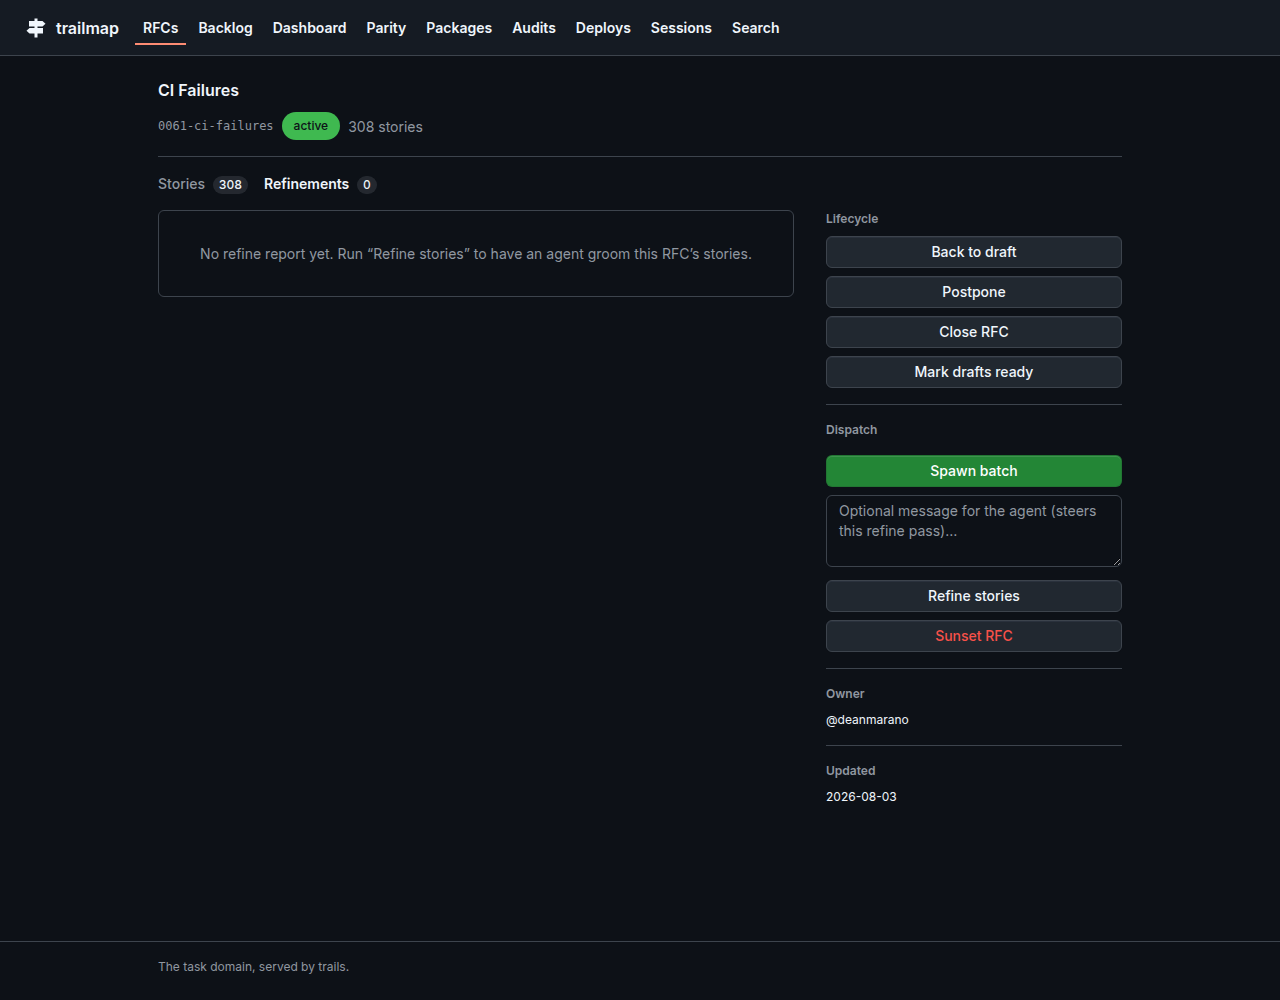 trailmap RFCs Backlog Dashboard Parity Packages Audits Deploys Sessions Search
CI Failures
0061-ci-failures active 308 stories
Stories 308 Refinements 0
No refine report yet. Run “Refine stories” to have an agent groom this RFC’s stories.
Lifecycle
Back to draft
Postpone
Close RFC
Mark drafts ready
Dispatch
Spawn batch
Optional message for the agent (steers
this refine pass)...
Refine stories
Sunset RFC
Owner
@deanmarano
Updated
2026-08-03
The task domain, served by trails.